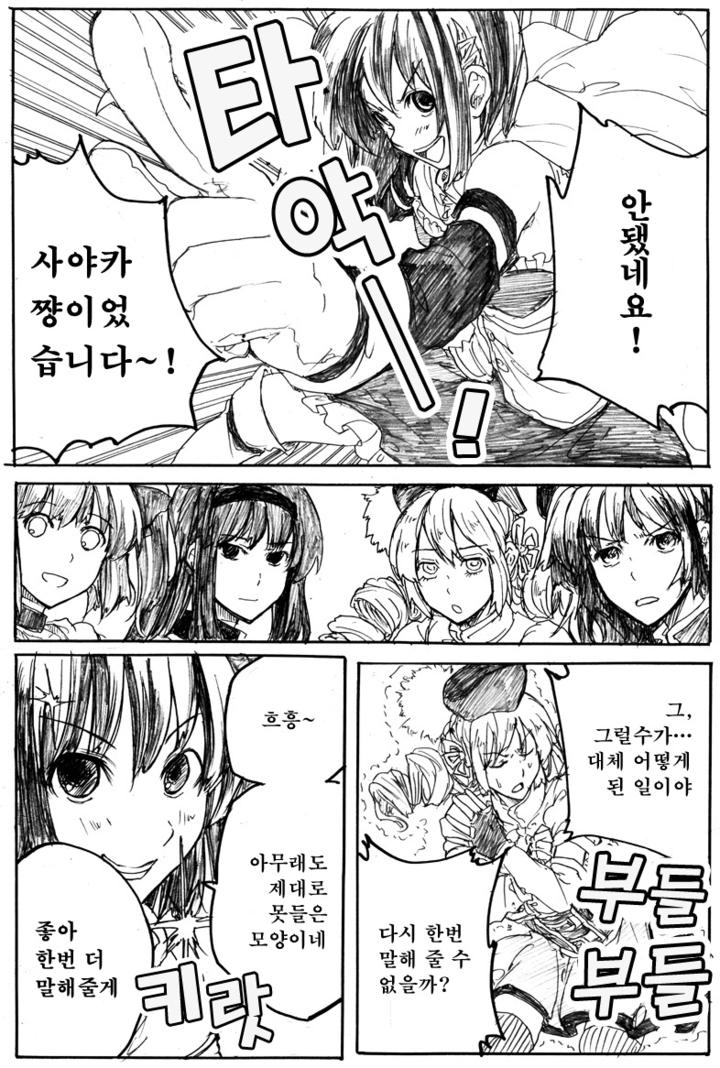 안됐네요!
타야ㅡ!
사야카
쨩이었
습니다~!
그,
그럴수가…
대체 어떻게
된 일이야
부들
부들
다시 한번
말해 줄 수
없을까?
흐흥~
아무래도
제대로
못들은
모양이네
좋아
한번 더
말해줄게
키랏